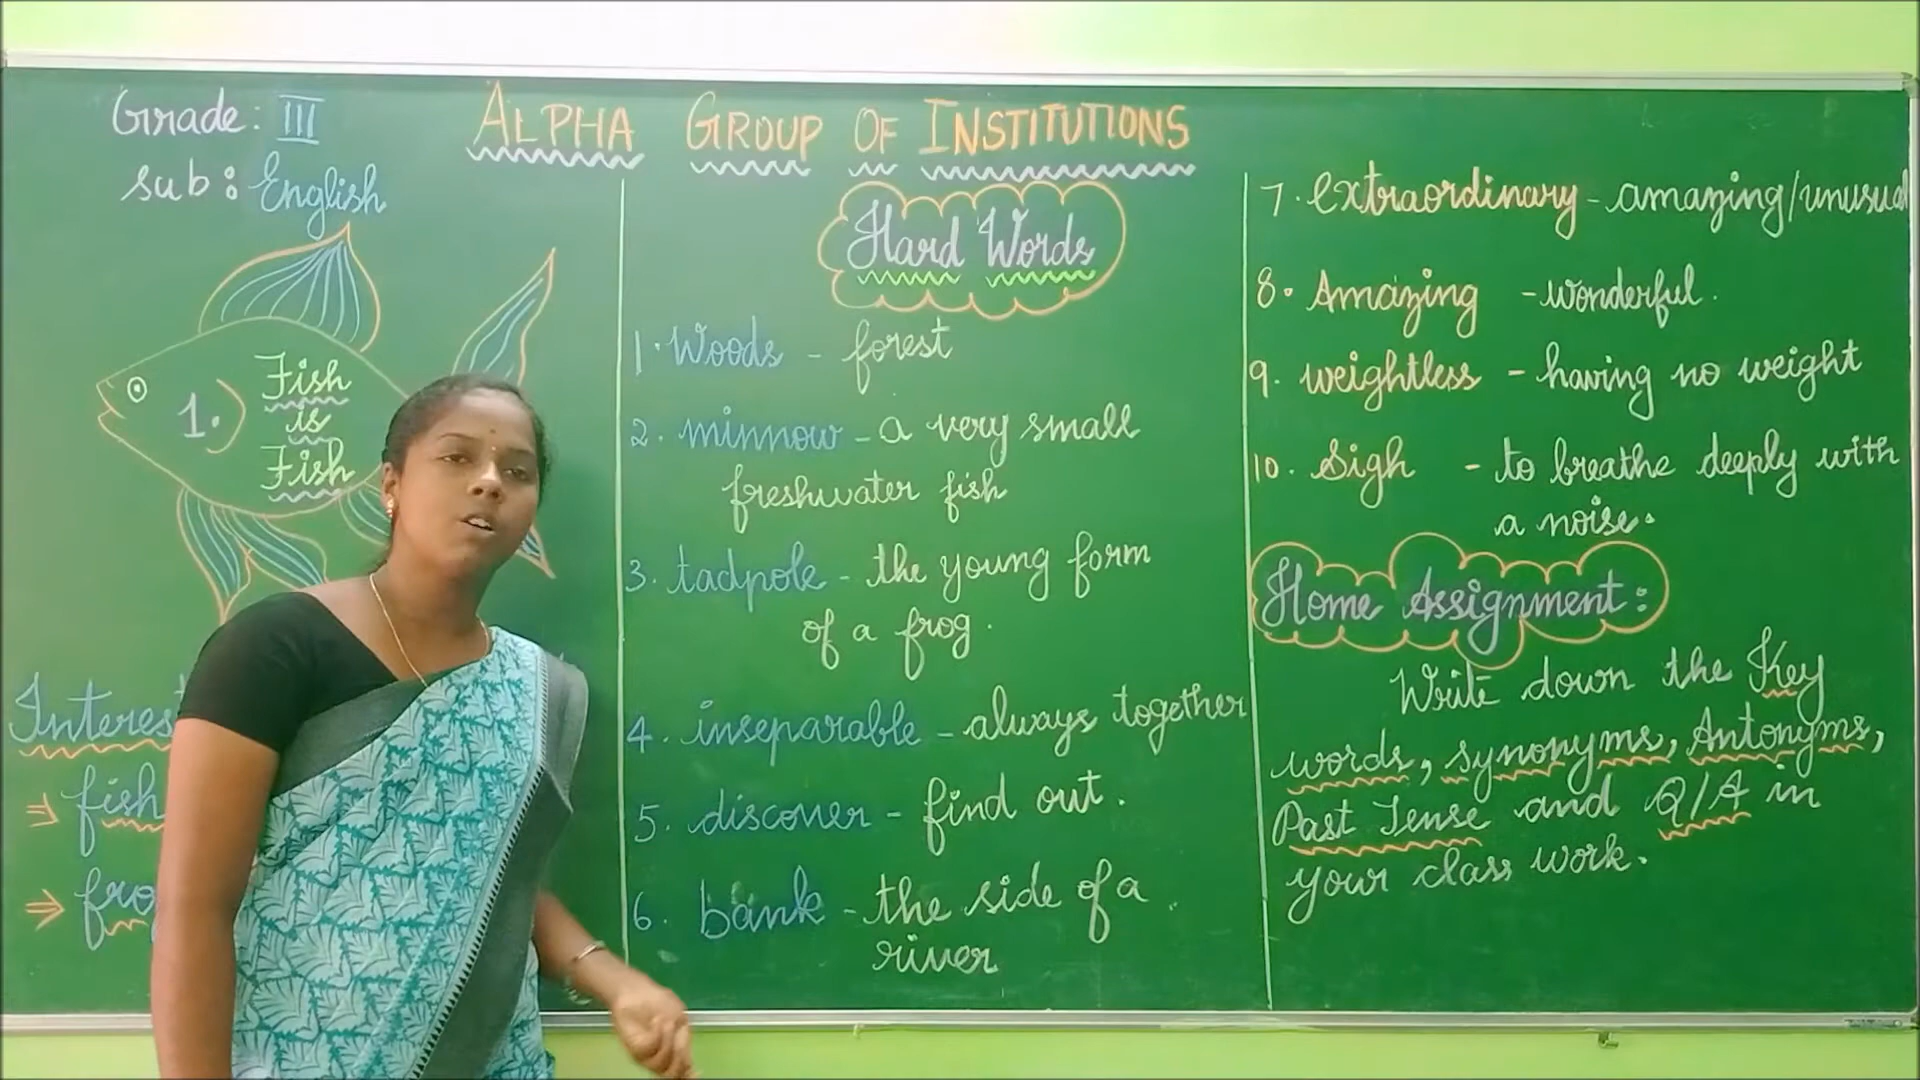 Grade: III
Sub: English
ALPHA GROUP OF INSTITUTIONS
1.
Fish
is
Fish
fish
Hard Words
1. Woods - forest
2. minnow - a very small
freshwater fish
3. tadpole - the young form
of a frog.
4. inseparable - always together
5. discover - find out.
6. bank - the side of a
river
7. extraordinary - amazing/unusual
8. Amazing - wonderful.
9. weightless - having no weight
10. Sigh - to breathe deeply with
a noise.
Home Assignment:
Write down the Key
words, synonyms, Antonyms,
Past Tense and Q/A in
your class work.